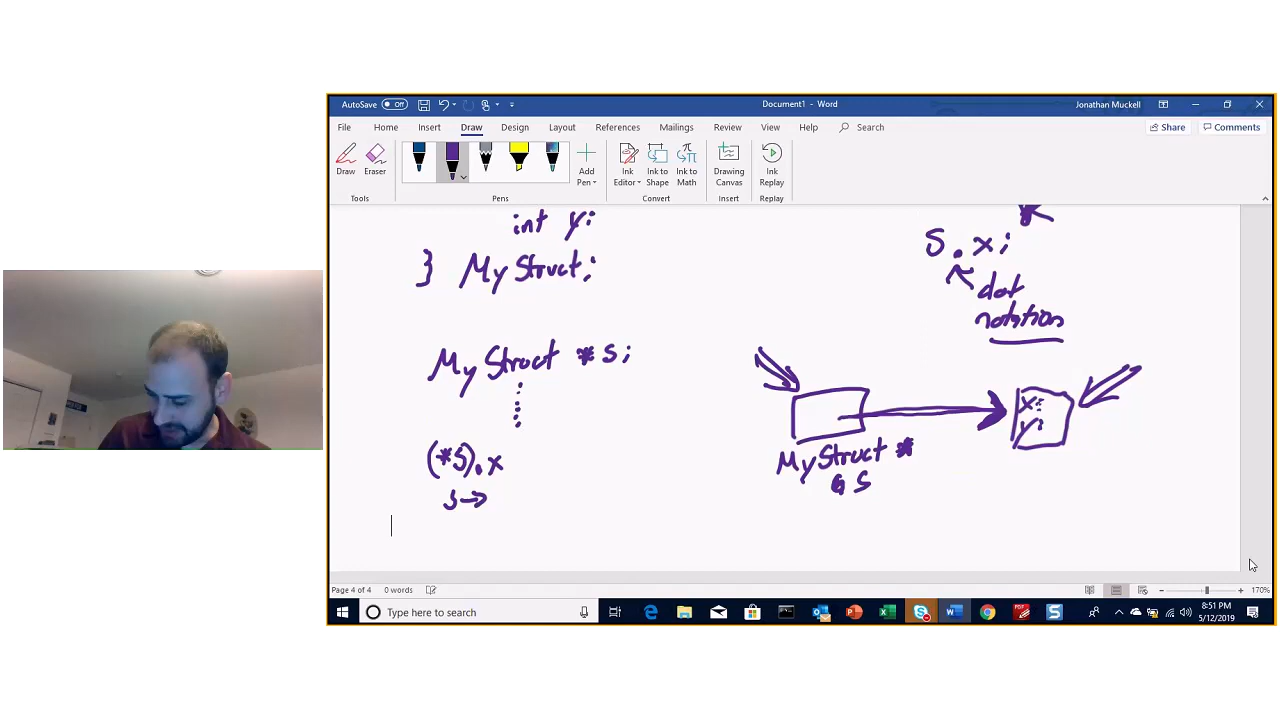 AutoSave Off
Document1 - Word
Jonathan Muckell
File Home Insert Draw Design Layout References Mailings Review View Help Search
Share Comments
Draw
Eraser
Add Pen
Ink Editor
Ink to Shape
Ink to Math
Drawing Canvas
Ink Replay
Tools Pens Convert Insert Replay
int y;
} MyStruct;
s.x;
dot
notation
MyStruct *s;
(*s).x
s→
x:
y:
MyStruct *
s
Page 4 of 4 0 words
170%
Type here to search
8:51 PM
5/12/2019